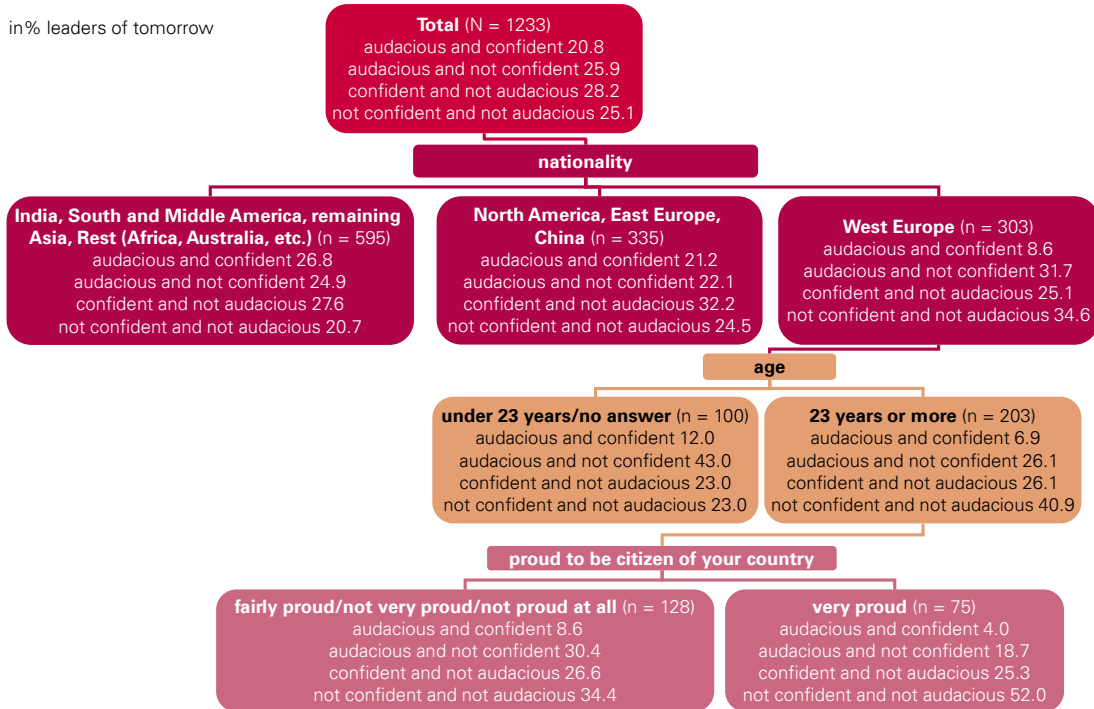 in% leaders of tomorrow
Total (N = 1233)
audacious and confident 20.8
audacious and not confident 25.9
confident and not audacious 28.2
not confident and not audacious 25.1
nationality
India, South and Middle America, remaining
Asia, Rest (Africa, Australia, etc.) (n = 595)
audacious and confident 26.8
audacious and not confident 24.9
confident and not audacious 27.6
not confident and not audacious 20.7
North America, East Europe,
China (n = 335)
audacious and confident 21.2
audacious and not confident 22.1
confident and not audacious 32.2
not confident and not audacious 24.5
West Europe (n = 303)
audacious and confident 8.6
audacious and not confident 31.7
confident and not audacious 25.1
not confident and not audacious 34.6
age
under 23 years/no answer (n = 100)
audacious and confident 12.0
audacious and not confident 43.0
confident and not audacious 23.0
not confident and not audacious 23.0
23 years or more (n = 203)
audacious and confident 6.9
audacious and not confident 26.1
confident and not audacious 26.1
not confident and not audacious 40.9
proud to be citizen of your country
fairly proud/not very proud/not proud at all (n = 128)
audacious and confident 8.6
audacious and not confident 30.4
confident and not audacious 26.6
not confident and not audacious 34.4
very proud (n = 75)
audacious and confident 4.0
audacious and not confident 18.7
confident and not audacious 25.3
not confident and not audacious 52.0